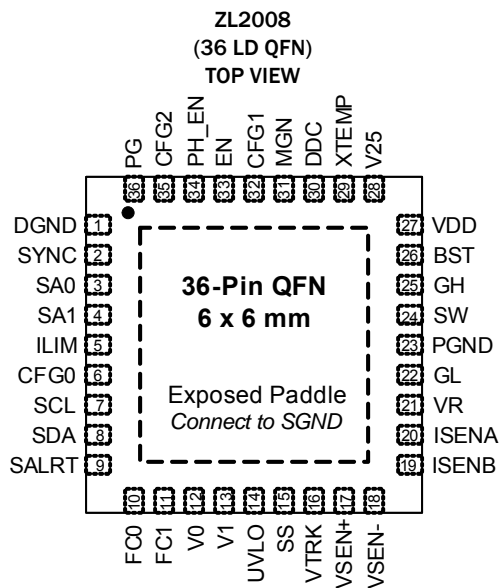 ZL2008
(36 LD QFN)
TOP VIEW
PG
CFG2
PH_EN
EN
CFG1
MGN
DDC
XTEMP
V25
36
35
34
33
32
31
30
29
28
DGND 1
SYNC 2
SA0 3
SA1 4
ILIM 5
CFG0 6
SCL 7
SDA 8
SALRT 9
36-Pin QFN
6 x 6 mm
Exposed Paddle
Connect to SGND
27 VDD
26 BST
25 GH
24 SW
23 PGND
22 GL
21 VR
20 ISENA
19 ISENB
10
11
12
13
14
15
16
17
18
FC0
FC1
V0
V1
UVLO
SS
VTRK
VSEN+
VSEN-